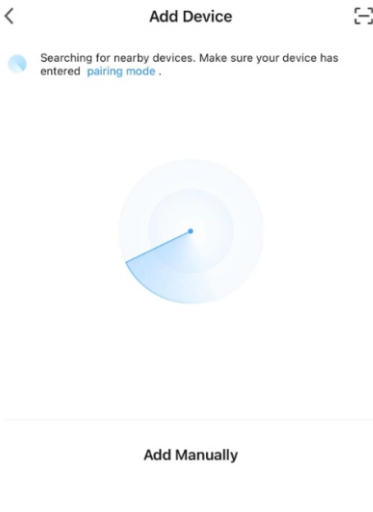 Add Device
Searching for nearby devices. Make sure your device has
entered pairing mode .
Add Manually